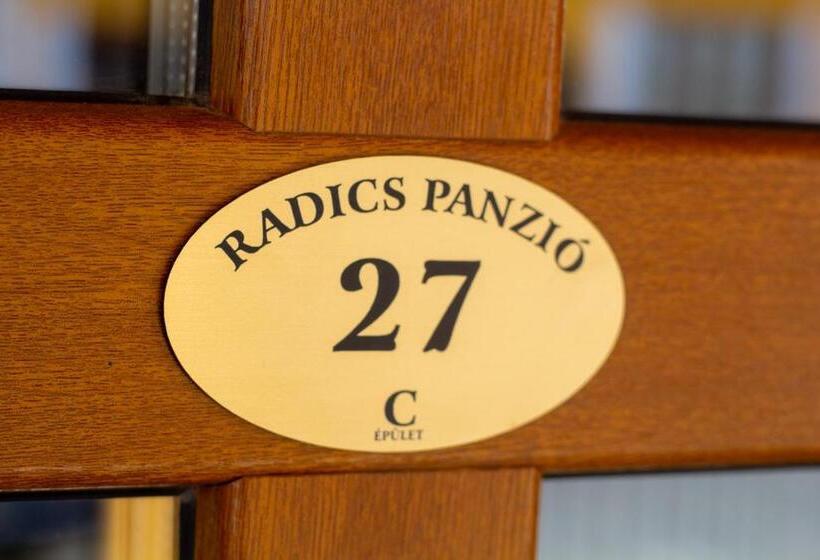 RADICS PANZIÓ
27
C
ÉPÜLET